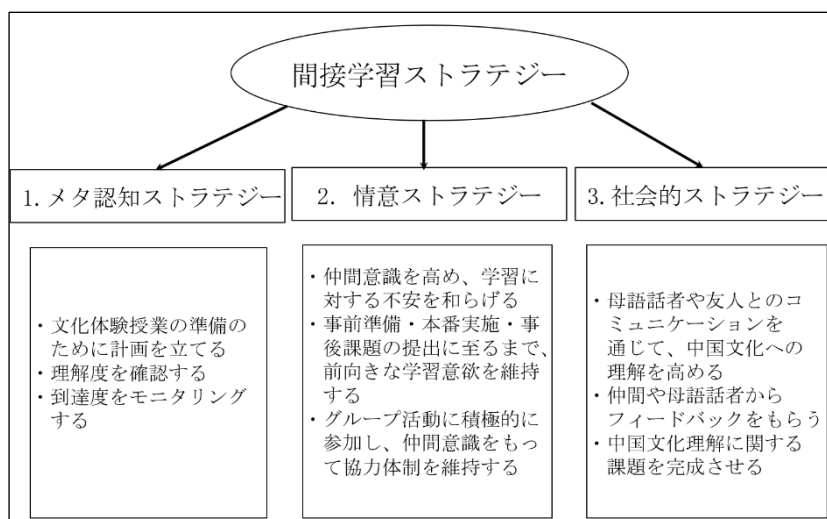 間接学習ストラテジー
1.メタ認知ストラテジー
2. 情意ストラテジー
3.社会的ストラテジー
・文化体験授業の準備の
ために計画を立てる
・理解度を確認する
・到達度をモニタリング
する
・仲間意識を高め、学習に
対する不安を和らげる
・事前準備・本番実施・事
後課題の提出に至るまで、
前向きな学習意欲を維持
する
・グループ活動に積極的に
参加し、仲間意識をもっ
て協力体制を維持する
・母語話者や友人とのコ
ミュニケーションを
通じて、中国文化への
理解を高める
・仲間や母語話者から
フィードバックをもらう
・中国文化理解に関する
課題を完成させる